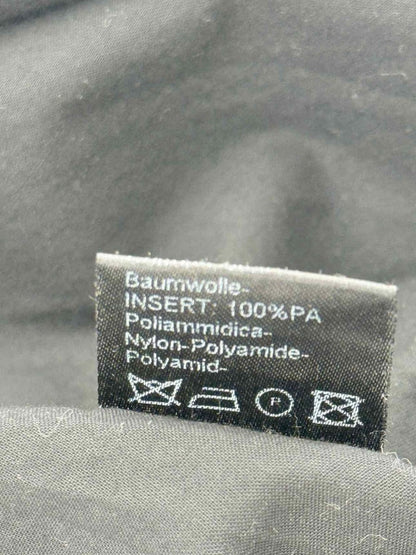 Baumwolle-
INSERT: 100%PA
Poliammidica-
Nylon-Polyamide-
Polyamid-
P